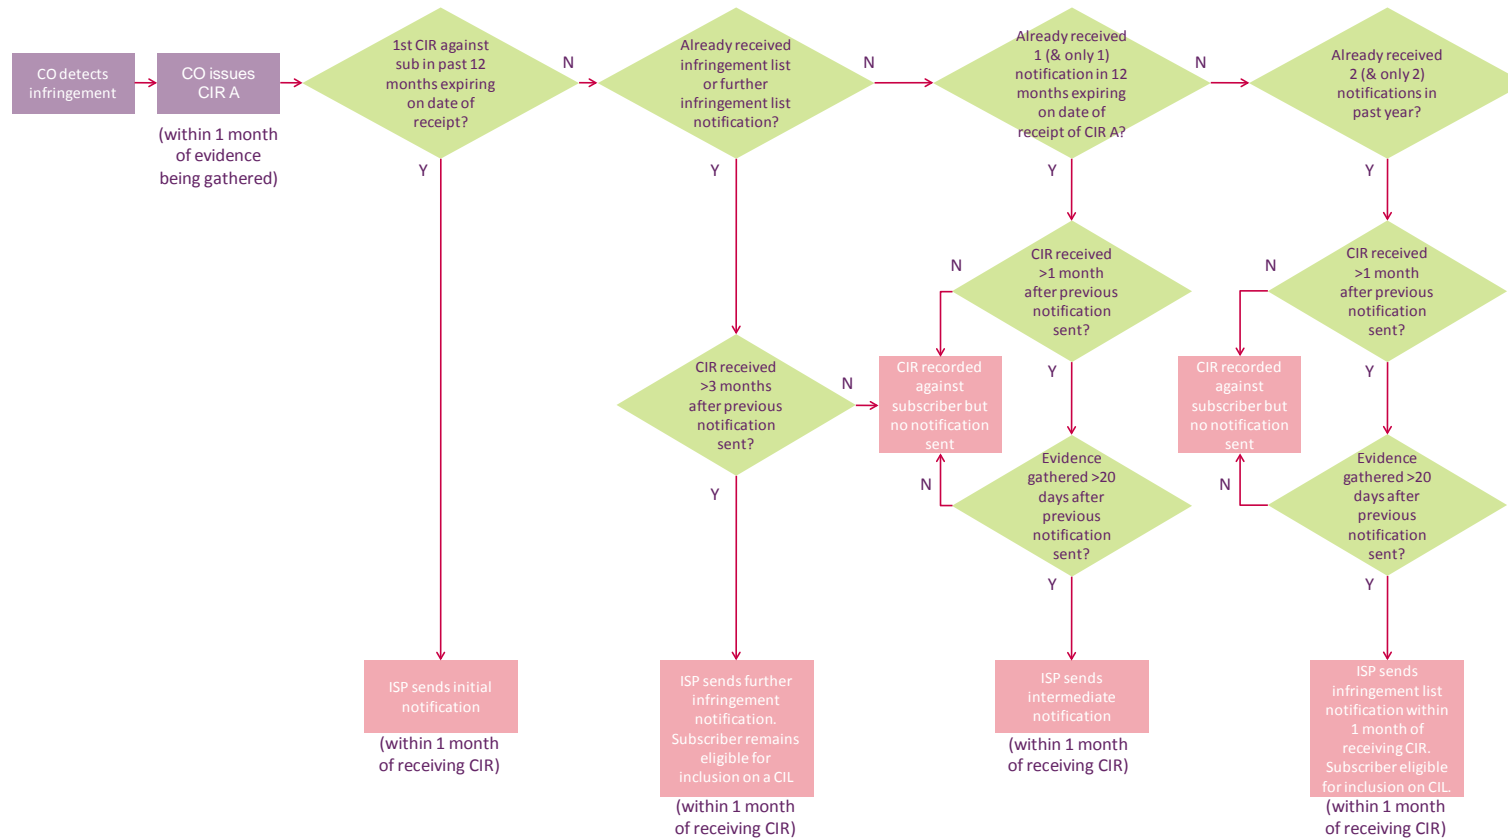 CO detects
infringement
CO issues
CIR A
(within 1 month
of evidence
being gathered)
1st CIR against
sub in past 12
months expiring
on date of
receipt?
N
Y
Already received
infringement list
or further
infringement list
notification?
N
Y
Already received
1 (& only 1)
notification in 12
months expiring
on date of
receipt of CIR A?
N
Y
Already received
2 (& only 2)
notifications in
past year?
Y
CIR received
>1 month
after previous
notification
sent?
N
Y
CIR received
>1 month
after previous
notification
sent?
N
Y
CIR received
>3 months
after previous
notification
sent?
N
Y
CIR recorded
against
subscriber but
no notification
sent
CIR recorded
against
subscriber but
no notification
sent
Evidence
gathered >20
days after
previous
notification
sent?
N
Y
Evidence
gathered >20
days after
previous
notification
sent?
N
Y
ISP sends initial
notification
(within 1 month
of receiving CIR)
ISP sends further
infringement
notification.
Subscriber remains
eligible for
inclusion on a CIL
(within 1 month
of receiving CIR)
ISP sends
intermediate
notification
(within 1 month
of receiving CIR)
ISP sends
infringement list
notification within
1 month of
receiving CIR.
Subscriber eligible
for inclusion on CIL.
(within 1 month
of receiving CIR)